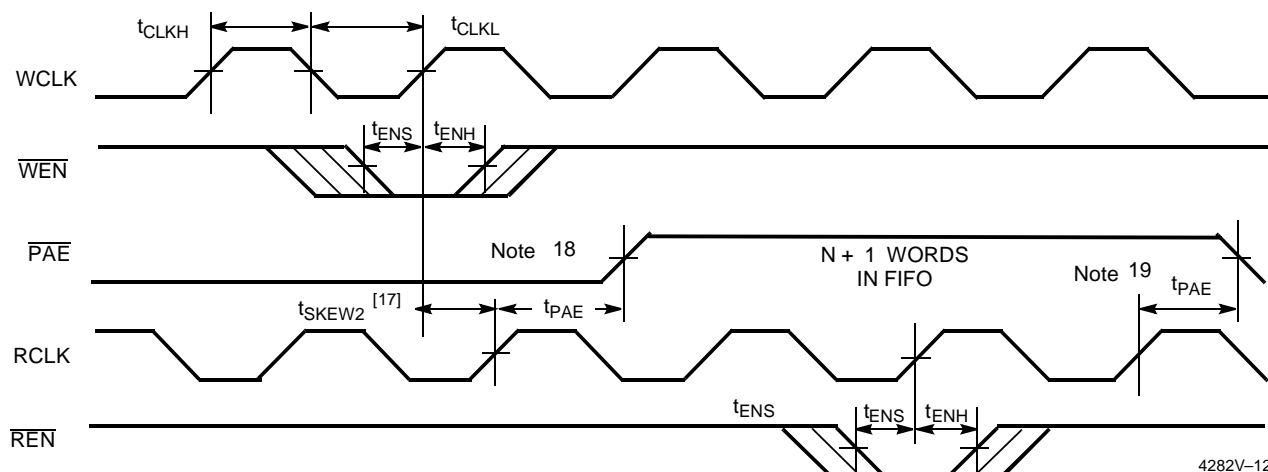 tCLKH
tCLKL
WCLK
tENS
tENH
WEN
PAE
Note 18
N + 1 WORDS
IN FIFO
Note 19
tPAE
tSKEW2 [17]
tPAE
RCLK
tENS
tENS
tENH
REN
4282V–12